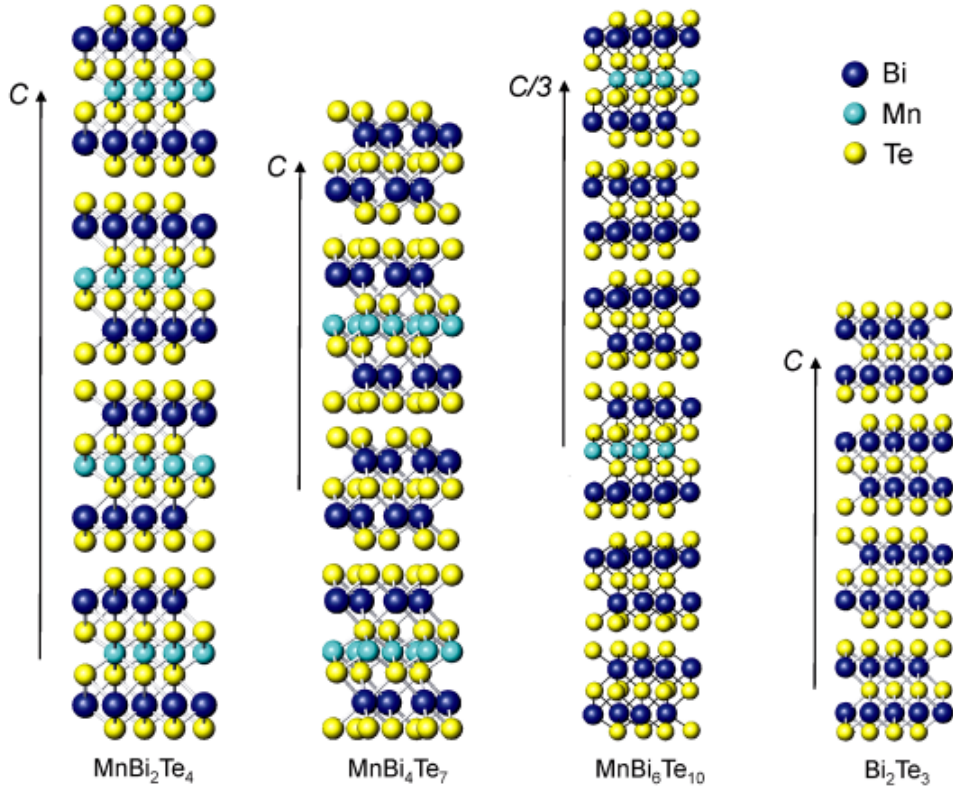 C
C
C/3
C
Bi
Mn
Te
MnBi₂Te₄
MnBi₄Te₇
MnBi₆Te₁₀
Bi₂Te₃